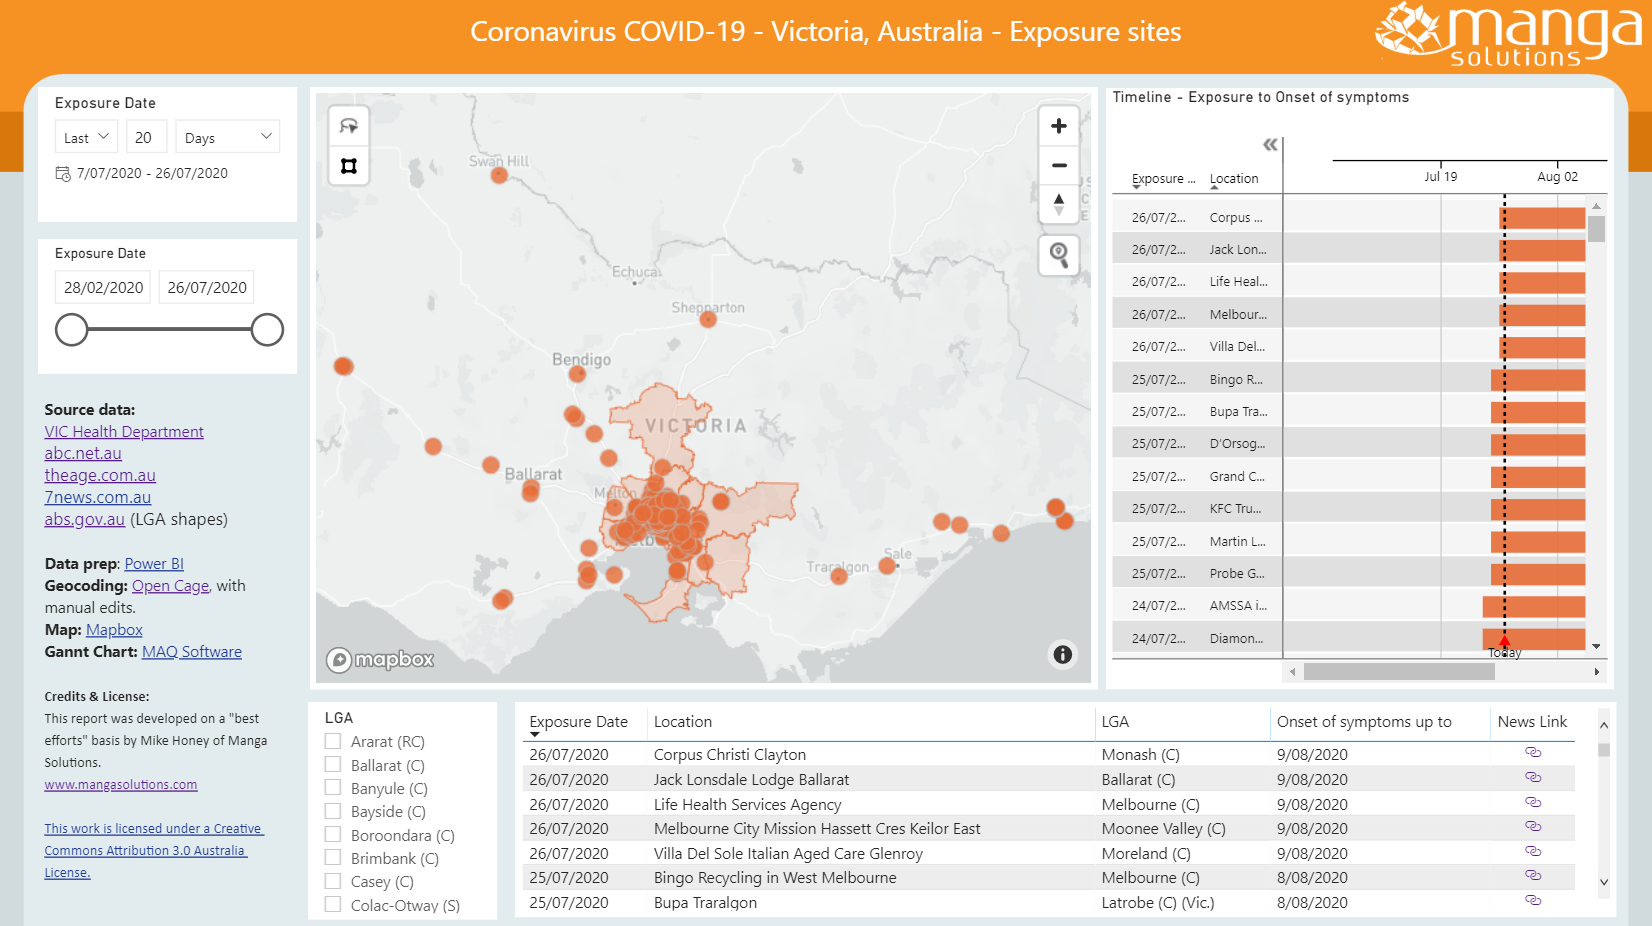 Coronavirus COVID-19 - Victoria, Australia - Exposure sites
manga
solutions
Exposure Date
Last 20 Days
7/07/2020 - 26/07/2020
Exposure Date
28/02/2020 26/07/2020
Source data:
VIC Health Department
abc.net.au
theage.com.au
7news.com.au
abs.gov.au (LGA shapes)
Data prep: Power BI
Geocoding: Open Cage, with
manual edits.
Map: Mapbox
Gannt Chart: MAQ Software
Credits & License:
This report was developed on a "best
efforts" basis by Mike Honey of Manga
Solutions.
www.mangasolutions.com
This work is licensed under a Creative
Commons Attribution 3.0 Australia
License.
Swan Hill
Echuca
Shepparton
Bendigo
VICTORIA
Ballarat
Sale
Traralgon
mapbox
Timeline - Exposure to Onset of symptoms
Jul 19 Aug 02
Exposure ... Location
26/07/2... Corpus ...
26/07/2... Jack Lon...
26/07/2... Life Heal...
26/07/2... Melbour...
26/07/2... Villa Del...
25/07/2... Bingo R...
25/07/2... Bupa Tra...
25/07/2... D'Orsog...
25/07/2... Grand C...
25/07/2... KFC Tru...
25/07/2... Martin L...
25/07/2... Probe G...
24/07/2... AMSSA i...
24/07/2... Diamon...
Today
LGA
Ararat (RC)
Ballarat (C)
Banyule (C)
Bayside (C)
Boroondara (C)
Brimbank (C)
Casey (C)
Colac-Otway (S)
Exposure Date Location LGA Onset of symptoms up to News Link
26/07/2020 Corpus Christi Clayton Monash (C) 9/08/2020
26/07/2020 Jack Lonsdale Lodge Ballarat Ballarat (C) 9/08/2020
26/07/2020 Life Health Services Agency Melbourne (C) 9/08/2020
26/07/2020 Melbourne City Mission Hassett Cres Keilor East Moonee Valley (C) 9/08/2020
26/07/2020 Villa Del Sole Italian Aged Care Glenroy Moreland (C) 9/08/2020
25/07/2020 Bingo Recycling in West Melbourne Melbourne (C) 8/08/2020
25/07/2020 Bupa Traralgon Latrobe (C) (Vic.) 8/08/2020